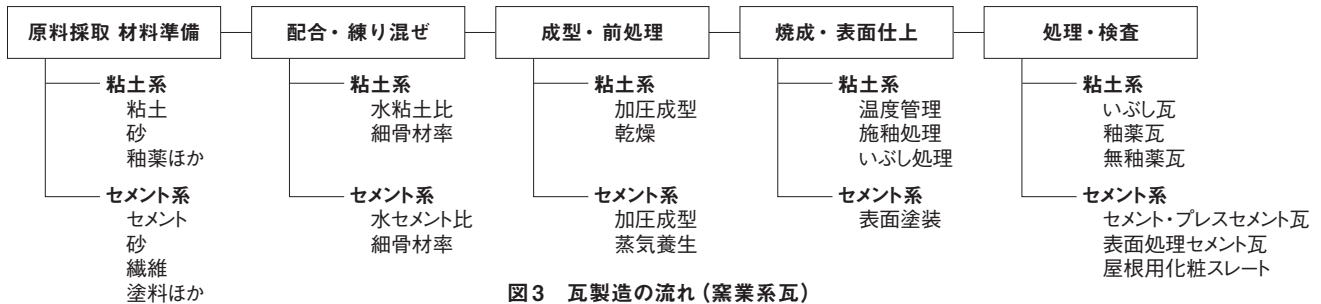 原料採取 材料準備
配合・練り混ぜ
成型・前処理
焼成・表面仕上
処理・検査
粘土系
粘土
砂
釉薬ほか
セメント系
セメント
砂
繊維
塗料ほか
粘土系
水粘土比
細骨材率
セメント系
水セメント比
細骨材率
粘土系
加圧成型
乾燥
セメント系
加圧成型
蒸気養生
粘土系
温度管理
施釉処理
いぶし処理
セメント系
表面塗装
粘土系
いぶし瓦
釉薬瓦
無釉薬瓦
セメント系
セメント・プレスセメント瓦
表面処理セメント瓦
屋根用化粧スレート
図3 瓦製造の流れ(窯業系瓦)